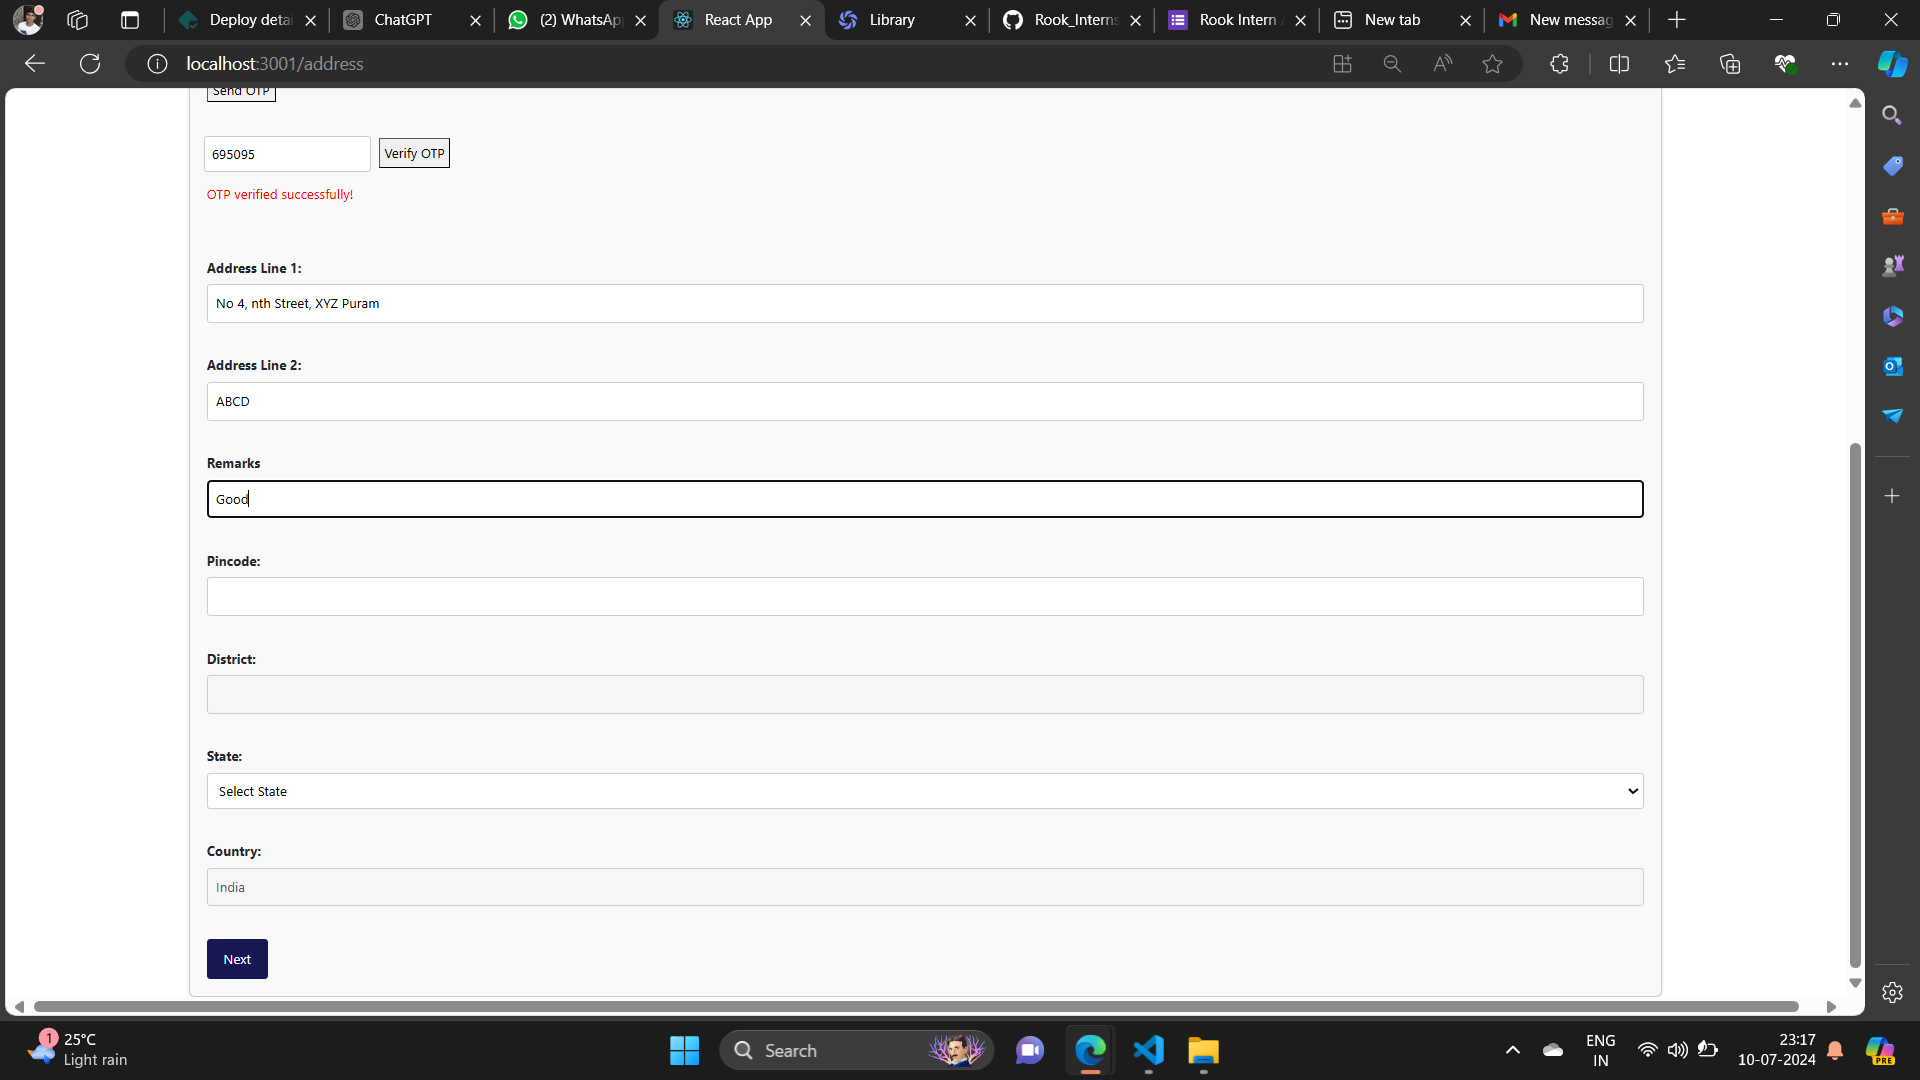 Deploy detai
ChatGPT
(2) WhatsApp
React App
Library
Rook_Interns
Rook Intern A
New tab
New messag
localhost:3001/address
Send OTP
695095
Verify OTP
OTP verified successfully!
Address Line 1:
No 4, nth Street, XYZ Puram
Address Line 2:
ABCD
Remarks
Good
Pincode:
District:
State:
Select State
Country:
India
Next
1
25°C
Light rain
Search
ENG
IN
23:17
10-07-2024
PRE